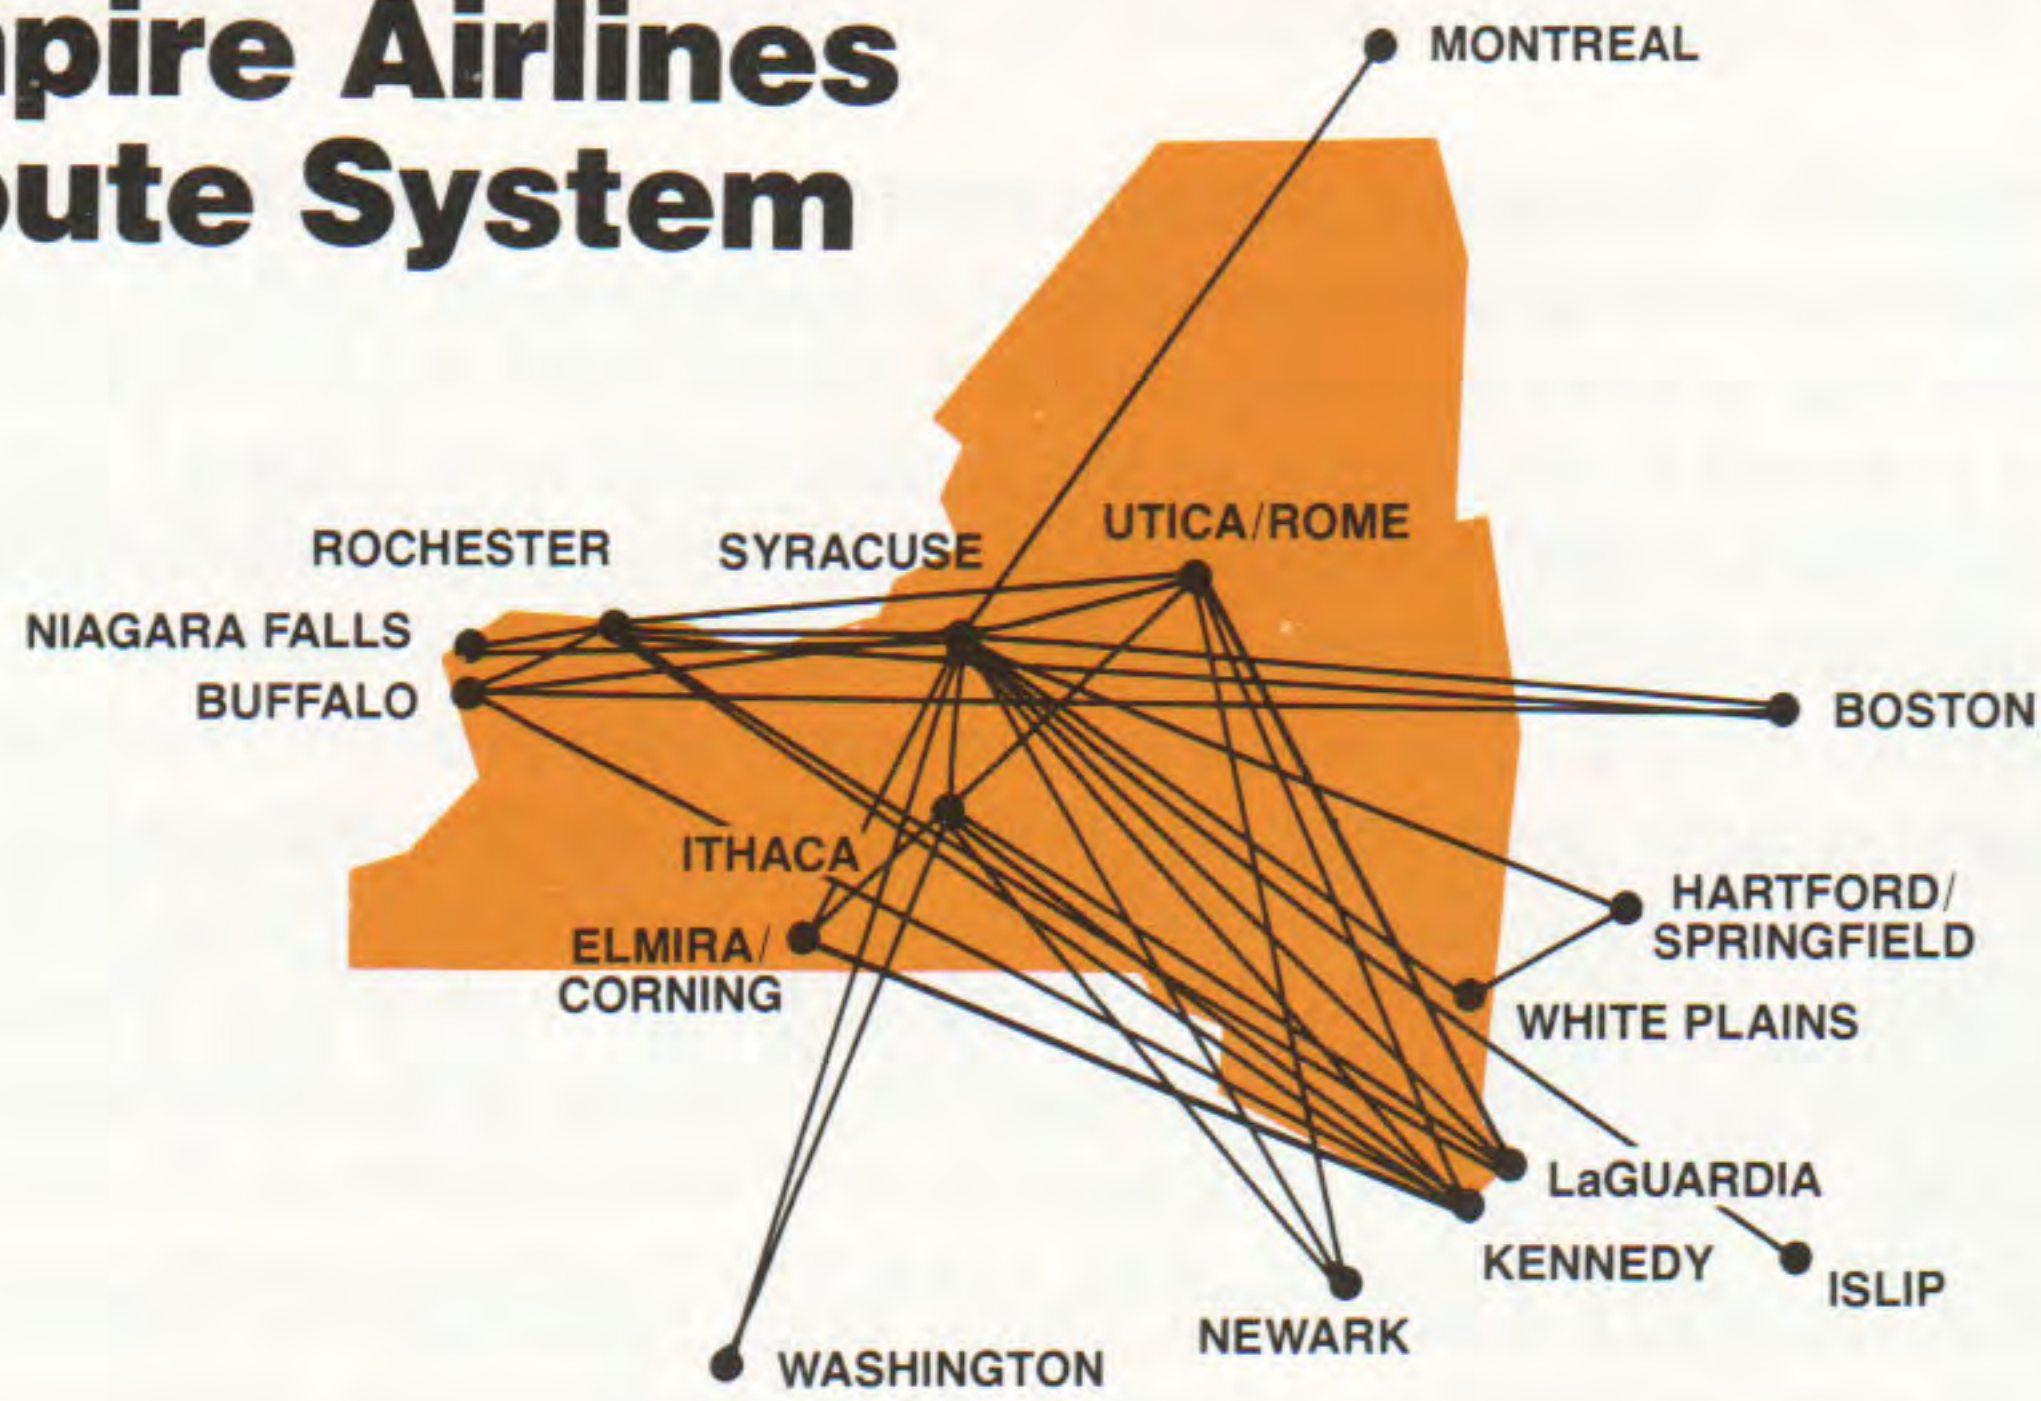 pire Airlines
ute System
MONTREAL
UTICA/ROME
ROCHESTER
SYRACUSE
NIAGARA FALLS
BUFFALO
BOSTON
ITHACA
HARTFORD/
SPRINGFIELD
ELMIRA/
CORNING
WHITE PLAINS
LaGUARDIA
KENNEDY
ISLIP
NEWARK
WASHINGTON